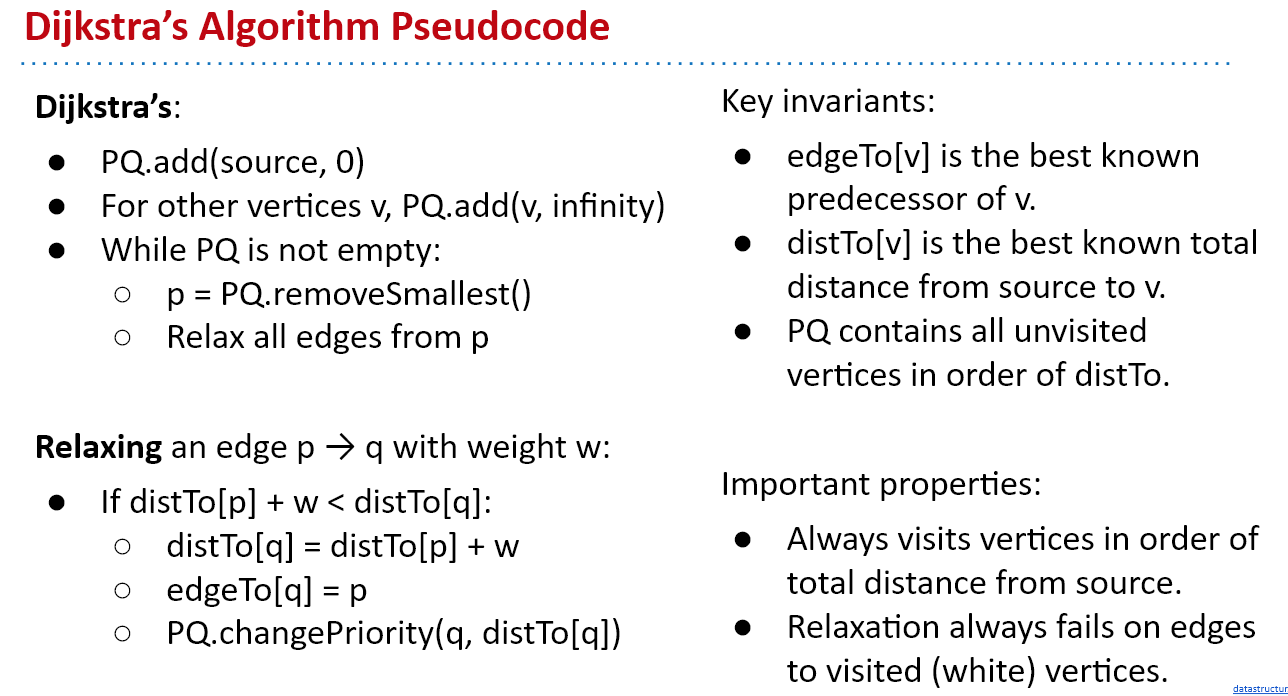 Dijkstra's Algorithm Pseudocode
Dijkstra's:
● PQ.add(source, 0)
● For other vertices v, PQ.add(v, infinity)
● While PQ is not empty:
○ p = PQ.removeSmallest()
○ Relax all edges from p
Relaxing an edge p → q with weight w:
● If distTo[p] + w < distTo[q]:
○ distTo[q] = distTo[p] + w
○ edgeTo[q] = p
○ PQ.changePriority(q, distTo[q])
Key invariants:
● edgeTo[v] is the best known
predecessor of v.
● distTo[v] is the best known total
distance from source to v.
● PQ contains all unvisited
vertices in order of distTo.
Important properties:
● Always visits vertices in order of
total distance from source.
● Relaxation always fails on edges
to visited (white) vertices.
datastructur